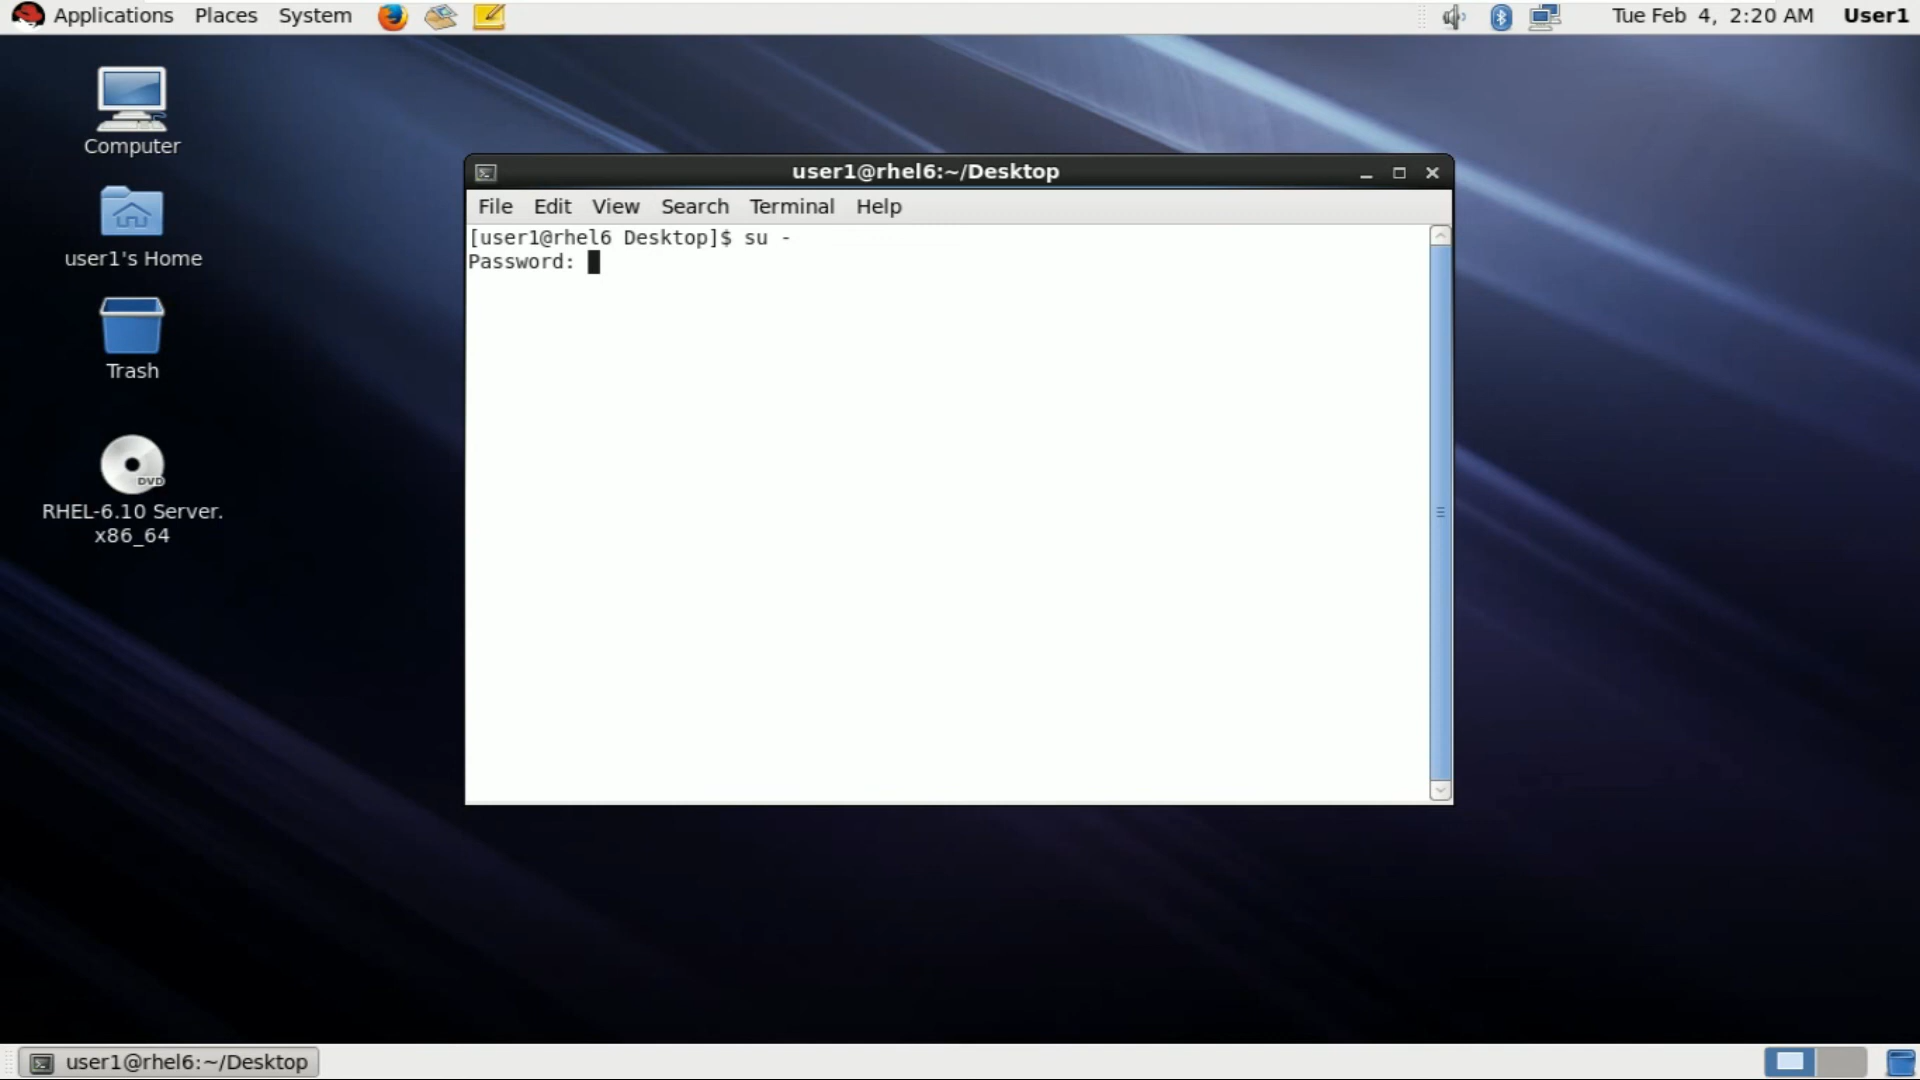 Applications Places System
Tue Feb 4, 2:20 AM User1
Computer
user1's Home
Trash
DVD
RHEL-6.10 Server.
x86_64
user1@rhel6:~/Desktop
File Edit View Search Terminal Help
[user1@rhel6 Desktop]$ su -
Password:
user1@rhel6:~/Desktop